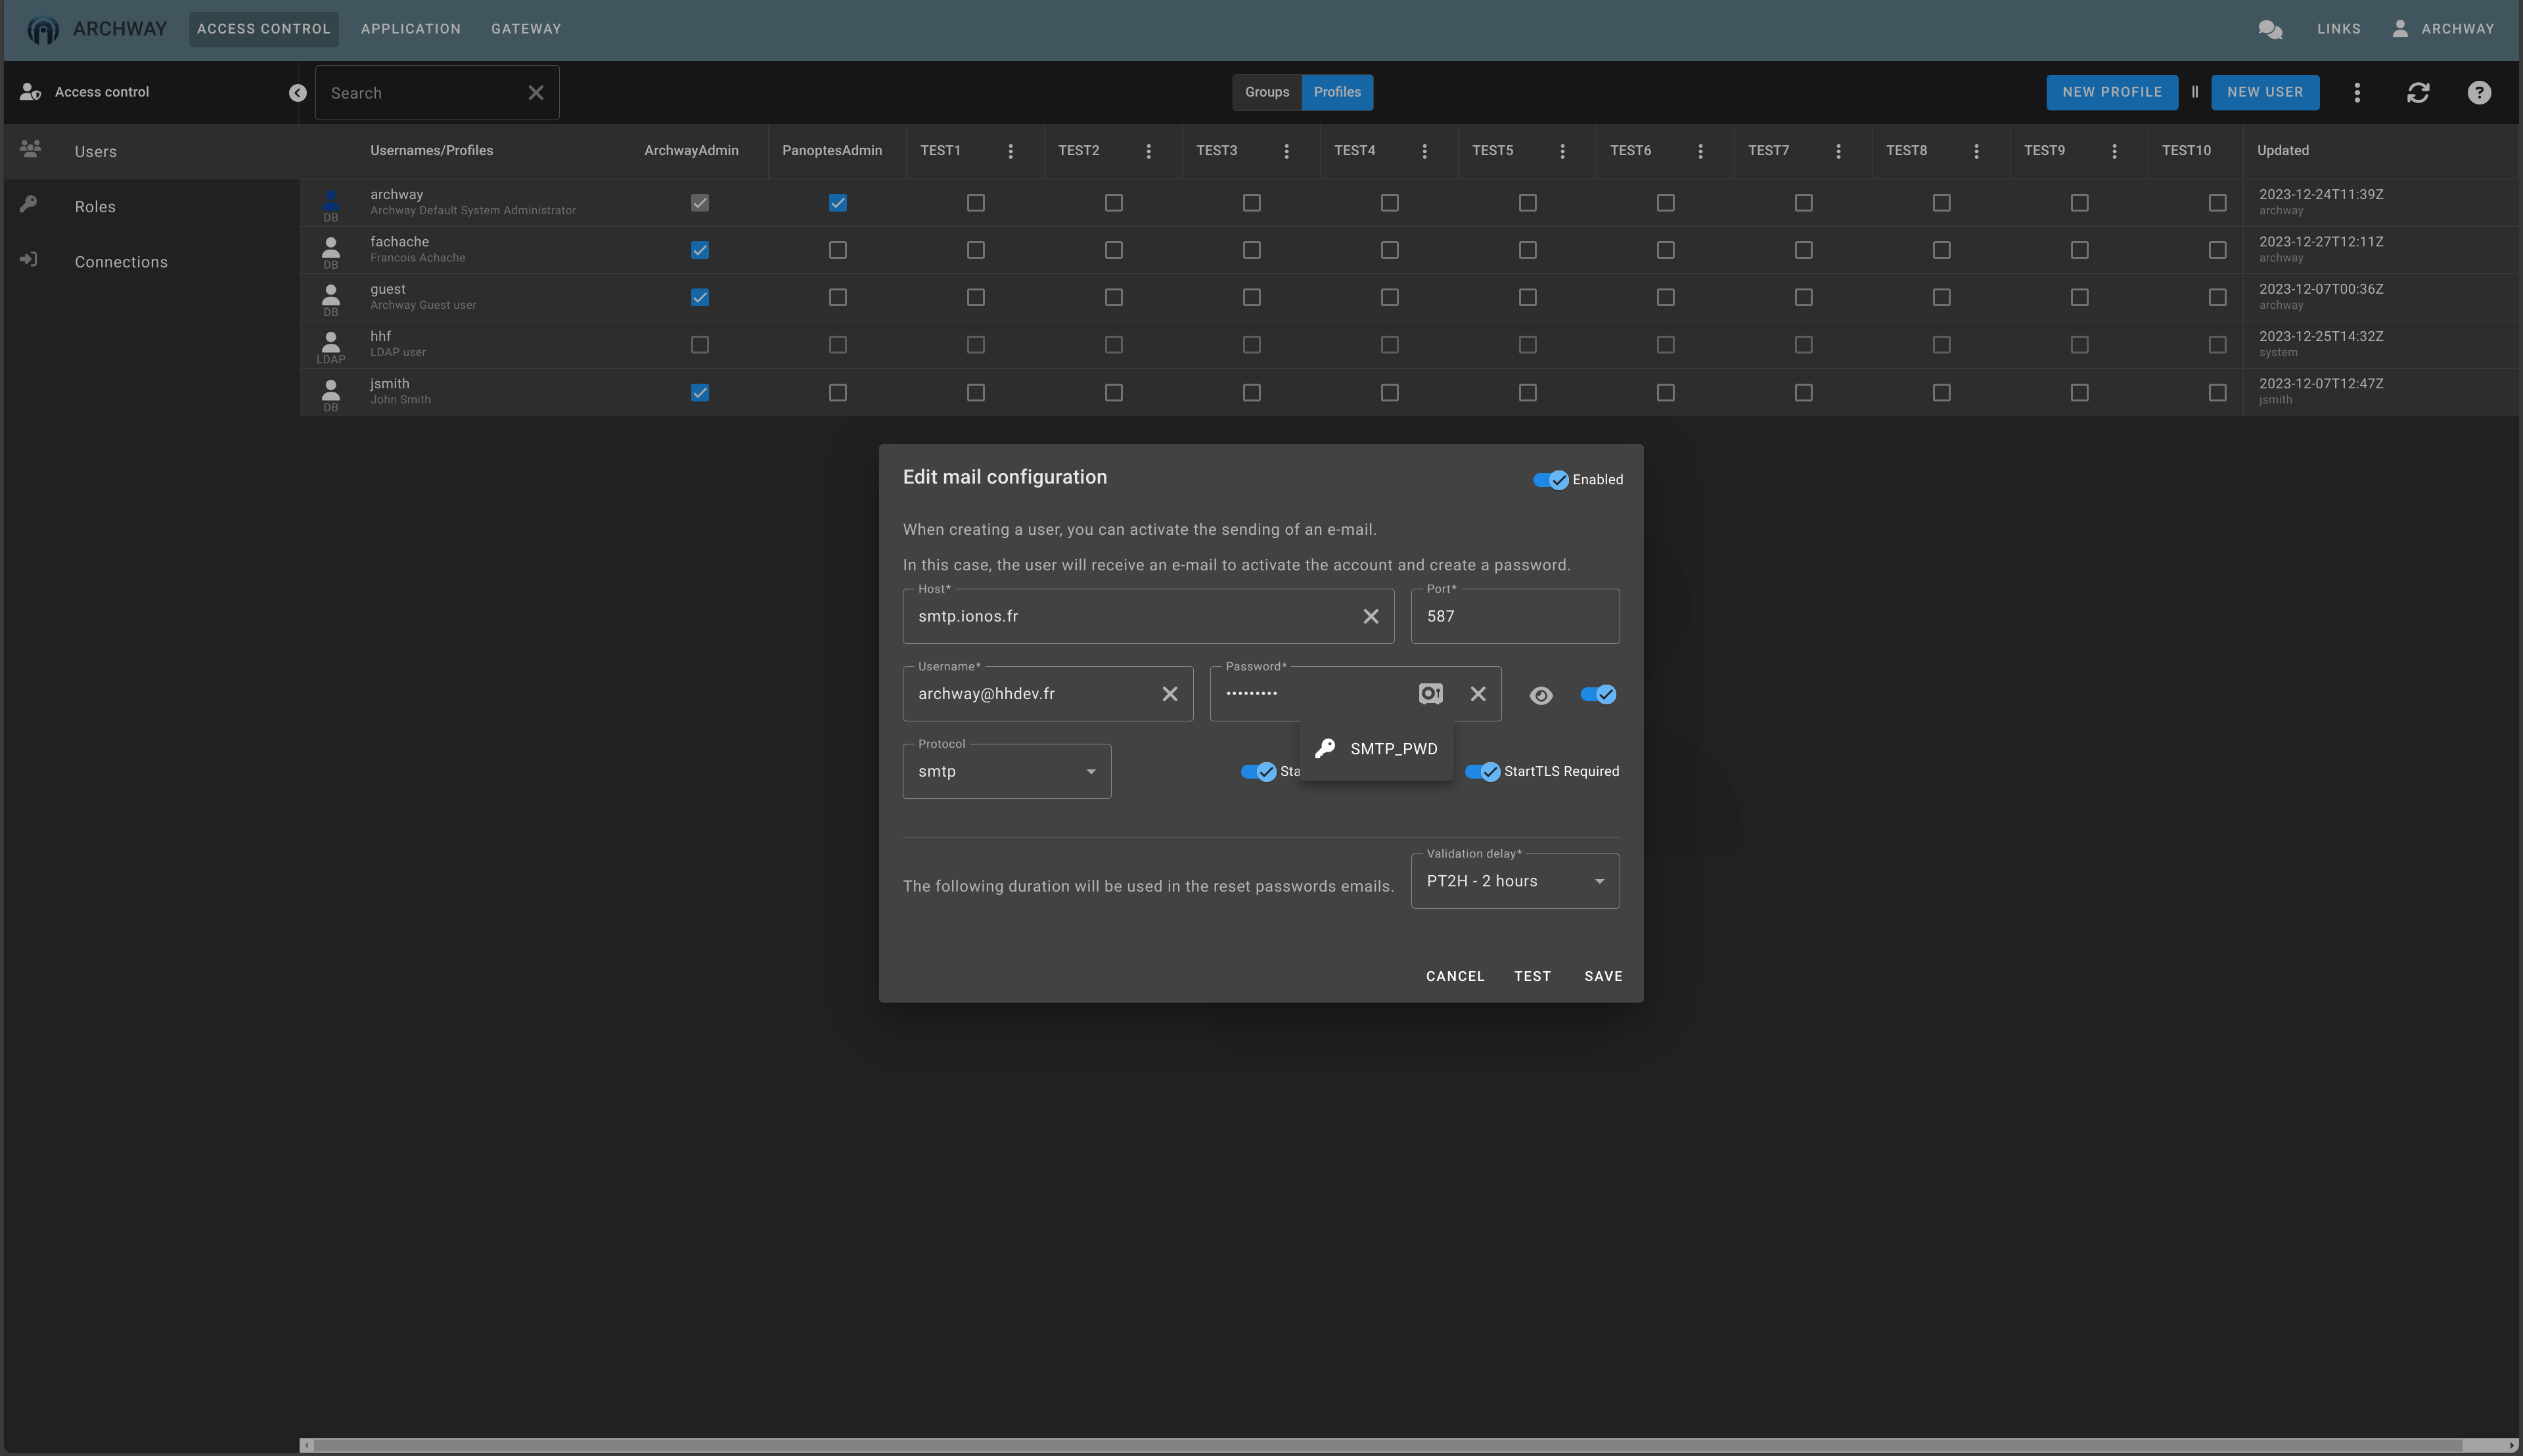 ARCHWAY ACCESS CONTROL APPLICATION GATEWAY LINKS ARCHWAY
Access control Search Groups Profiles NEW PROFILE NEW USER
Users
Roles
Connections
Usernames/Profiles ArchwayAdmin PanoptesAdmin TEST1 TEST2 TEST3 TEST4 TEST5 TEST6 TEST7 TEST8 TEST9 TEST10 Updated
archway 2023-12-24T11:39Z
DB Archway Default System Administrator archway
fachache 2023-12-27T12:11Z
DB Francois Achache archway
guest 2023-12-07T00:36Z
DB Archway Guest user archway
hhf 2023-12-25T14:32Z
LDAP LDAP user system
jsmith 2023-12-07T12:47Z
DB John Smith jsmith
Edit mail configuration Enabled
When creating a user, you can activate the sending of an e-mail.
In this case, the user will receive an e-mail to activate the account and create a password.
Host* Port*
smtp.ionos.fr 587
Username* Password*
archway@hhdev.fr •••••••••
SMTP_PWD
Protocol
smtp Sta StartTLS Required
Validation delay*
The following duration will be used in the reset passwords emails. PT2H - 2 hours
CANCEL TEST SAVE